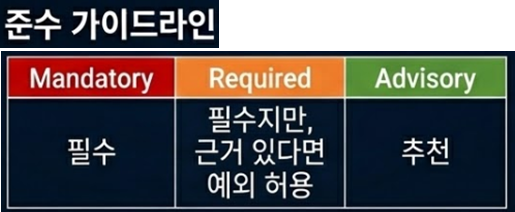 준수 가이드라인
Mandatory
Required
Advisory
필수
필수지만,
근거 있다면
예외 허용
추천